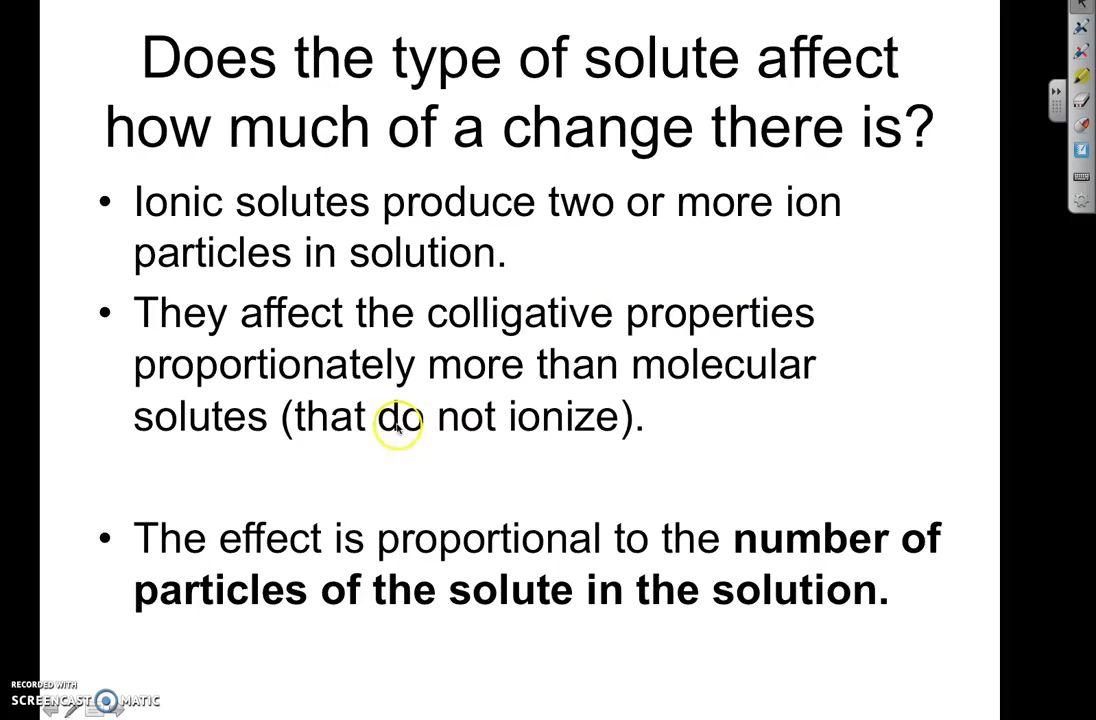 Does the type of solute affect
how much of a change there is?
• Ionic solutes produce two or more ion
particles in solution.
• They affect the colligative properties
proportionately more than molecular
solutes (that do not ionize).
• The effect is proportional to the number of
particles of the solute in the solution.
RECORDED WITH
SCREENCAST MATIC